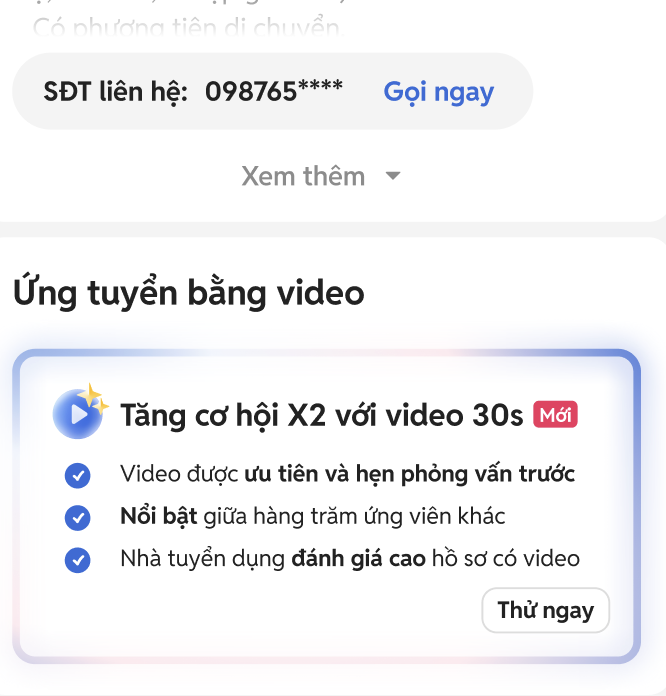 Có phương tiện di chuyển
SĐT liên hệ: 098765**** Gọi ngay
Xem thêm
Ứng tuyển bằng video
Tăng cơ hội X2 với video 30s Mới
Video được ưu tiên và hẹn phỏng vấn trước
Nổi bật giữa hàng trăm ứng viên khác
Nhà tuyển dụng đánh giá cao hồ sơ có video
Thử ngay